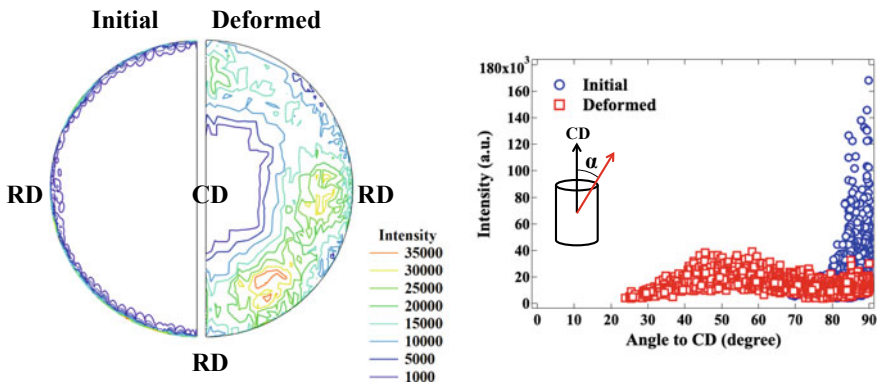 Initial Deformed
RD CD RD
RD
Intensity
35000
30000
25000
20000
15000
10000
5000
1000
180x10³
160
140
120
100
80
60
40
20
0
Intensity (a.u.)
Initial
Deformed
CD
α
0 10 20 30 40 50 60 70 80 90
Angle to CD (degree)